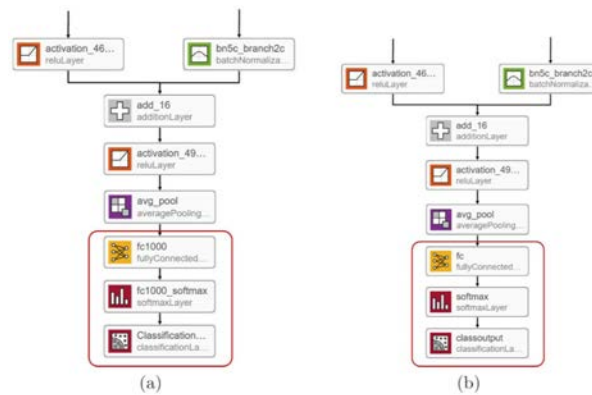 activation_46...
reluLayer
bn5c_branch2c
batchNormaliza...
add_16
additionLayer
activation_49...
reluLayer
avg_pool
averagePooling...
fc1000
fullyConnected...
fc1000_softmax
softmaxLayer
Classification...
classificationLa...
(a)
activation_46...
reluLayer
bn5c_branch2c
batchNormaliza...
add_16
additionLayer
activation_49...
reluLayer
avg_pool
averagePooling...
fc
fullyConnected...
softmax
softmaxLayer
classoutput
classificationLa...
(b)